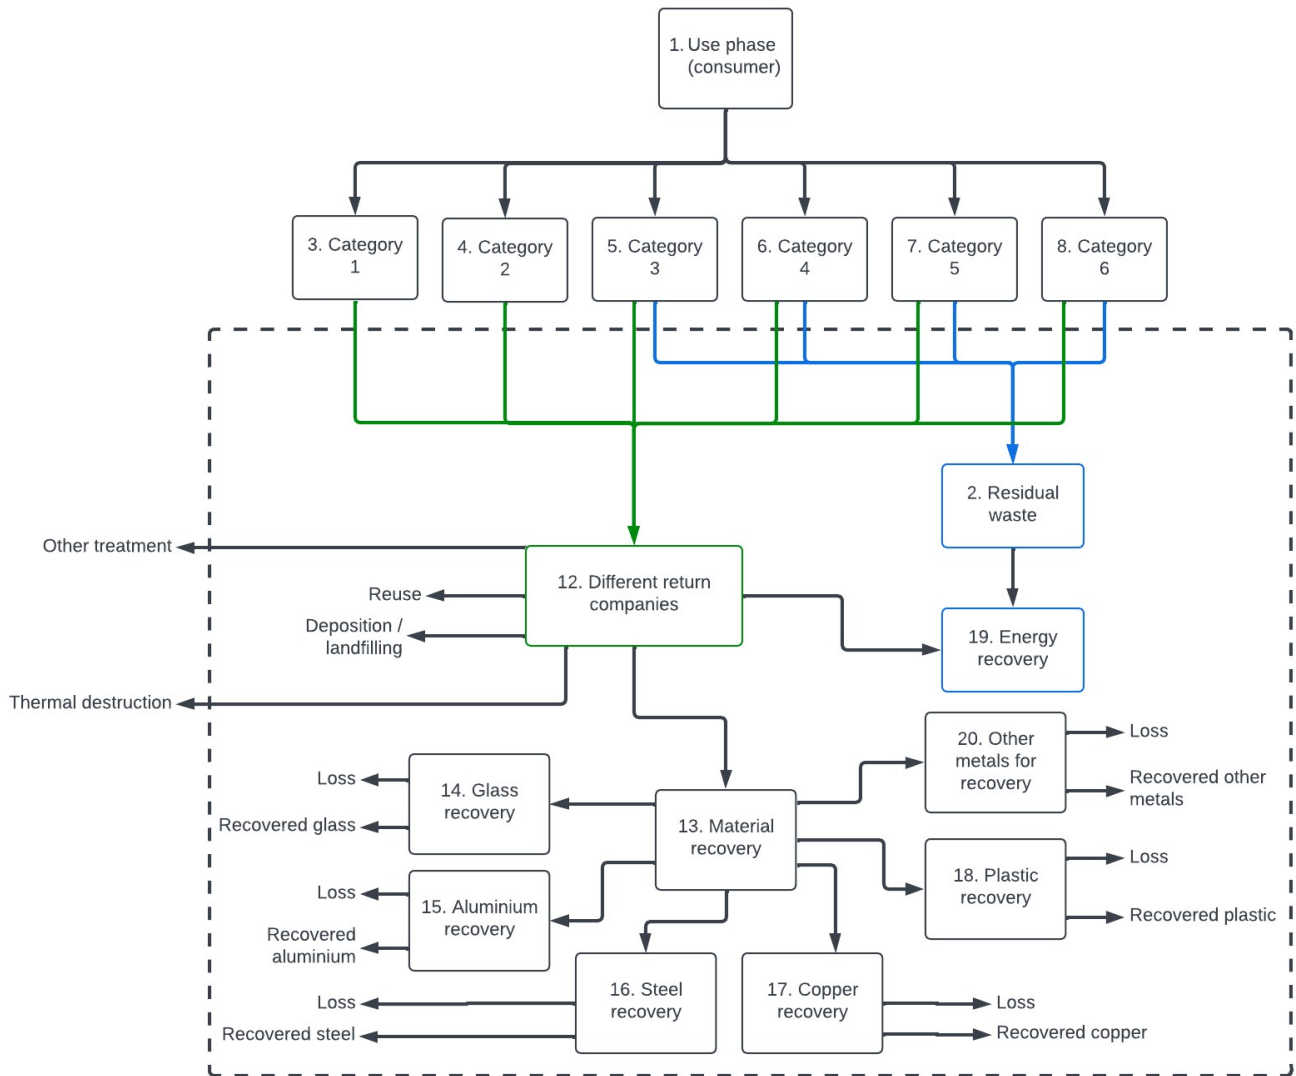 1. Use phase
(consumer)
3. Category
1
4. Category
2
5. Category
3
6. Category
4
7. Category
5
8. Category
6
2. Residual
waste
Other treatment
12. Different return
companies
Reuse
Deposition /
landfilling
19. Energy
recovery
Thermal destruction
20. Other
metals for
recovery
Loss
Recovered other
metals
14. Glass
recovery
Loss
Recovered glass
13. Material
recovery
18. Plastic
recovery
Loss
Recovered plastic
15. Aluminium
recovery
Loss
Recovered
aluminium
16. Steel
recovery
Loss
Recovered steel
17. Copper
recovery
Loss
Recovered copper